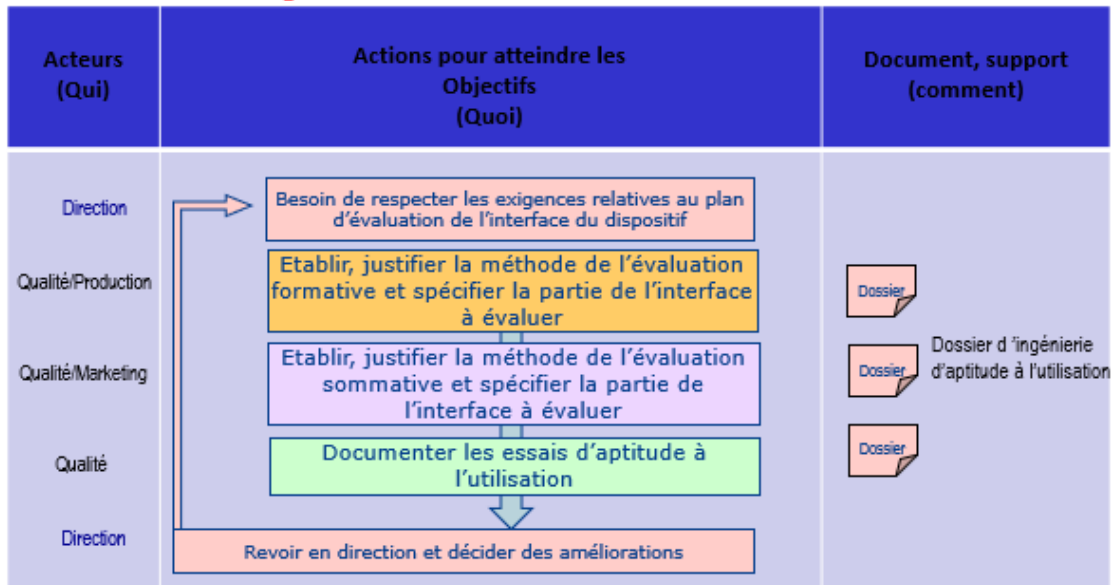 Acteurs
(Qui)
Actions pour atteindre les
Objectifs
(Quoi)
Document, support
(comment)
Direction
Besoin de respecter les exigences relatives au plan
d’évaluation de l’interface du dispositif
Qualité/Production
Etablir, justifier la méthode de l’évaluation
formative et spécifier la partie de l’interface
à évaluer
Dossier
Qualité/Marketing
Etablir, justifier la méthode de l’évaluation
sommative et spécifier la partie de
l’interface à évaluer
Dossier
Dossier d ‘ingénierie
d’aptitude à l’utilisation
Qualité
Documenter les essais d’aptitude à
l’utilisation
Dossier
Direction
Revoir en direction et décider des améliorations